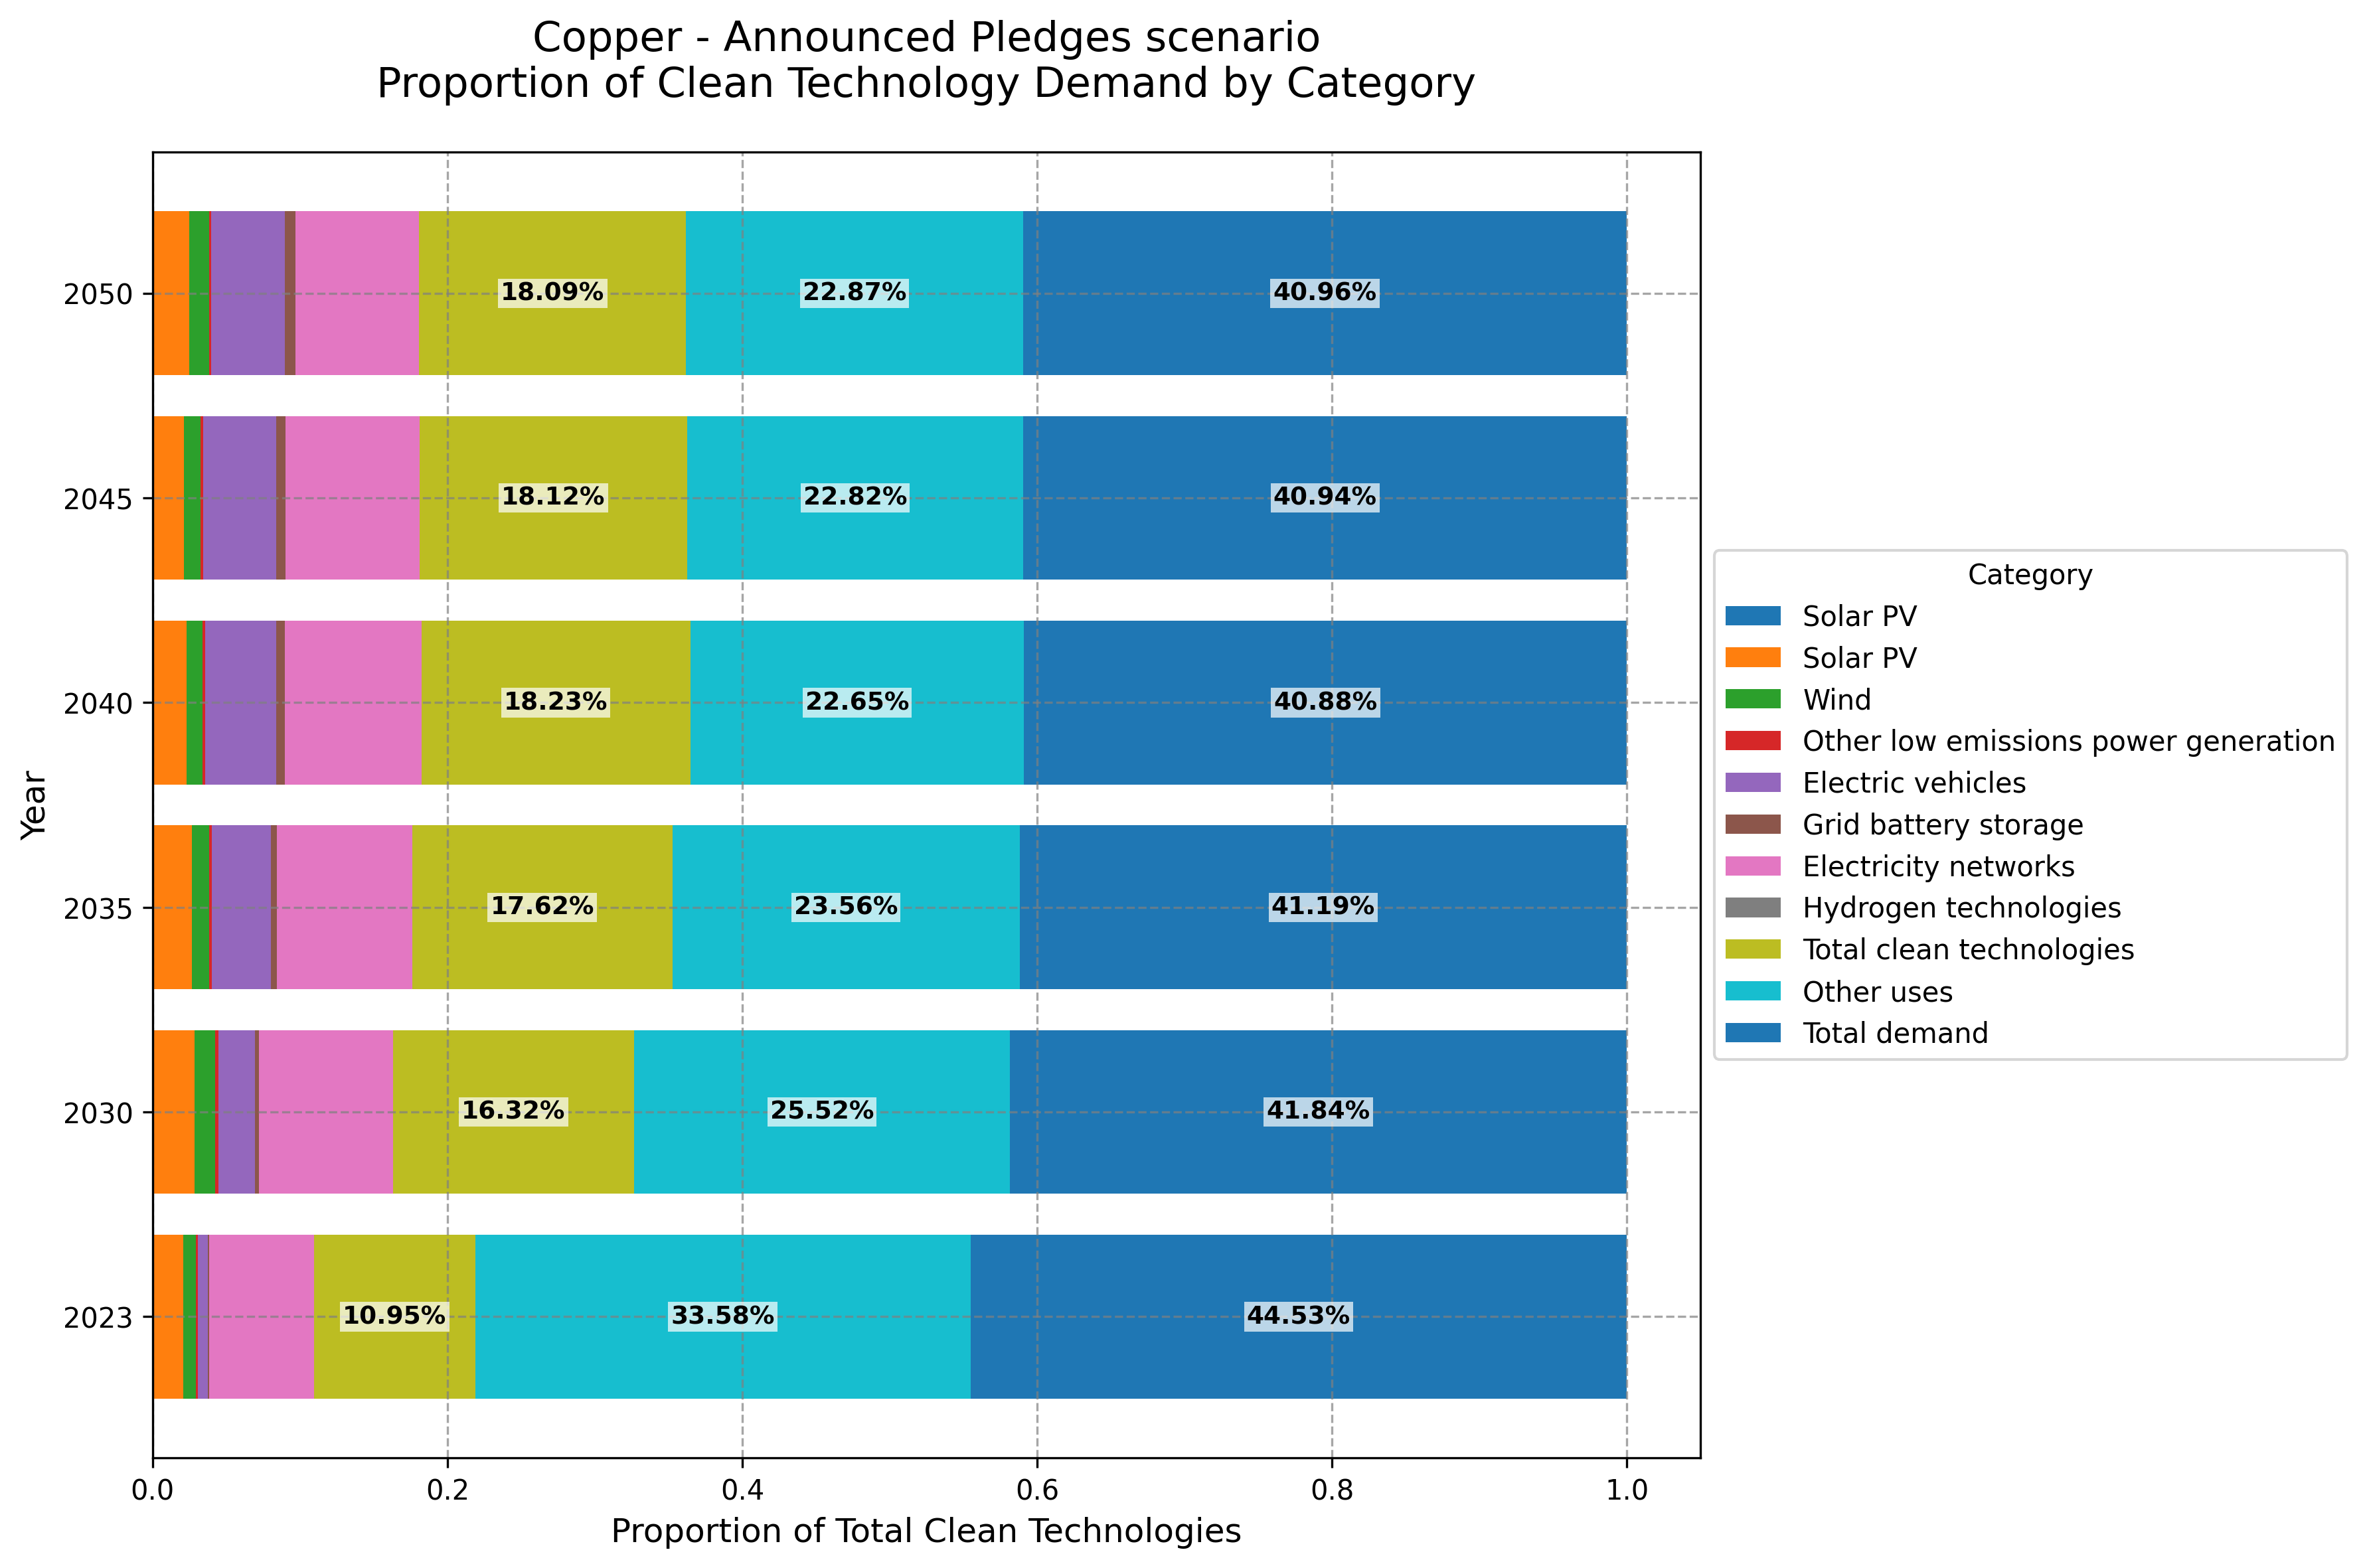 Copper - Announced Pledges scenario
Proportion of Clean Technology Demand by Category
Year
2050
18.09%
22.87%
40.96%
2045
18.12%
22.82%
40.94%
2040
18.23%
22.65%
40.88%
2035
17.62%
23.56%
41.19%
2030
16.32%
25.52%
41.84%
2023
10.95%
33.58%
44.53%
0.0
0.2
0.4
0.6
0.8
1.0
Proportion of Total Clean Technologies
Category
Solar PV
Solar PV
Wind
Other low emissions power generation
Electric vehicles
Grid battery storage
Electricity networks
Hydrogen technologies
Total clean technologies
Other uses
Total demand